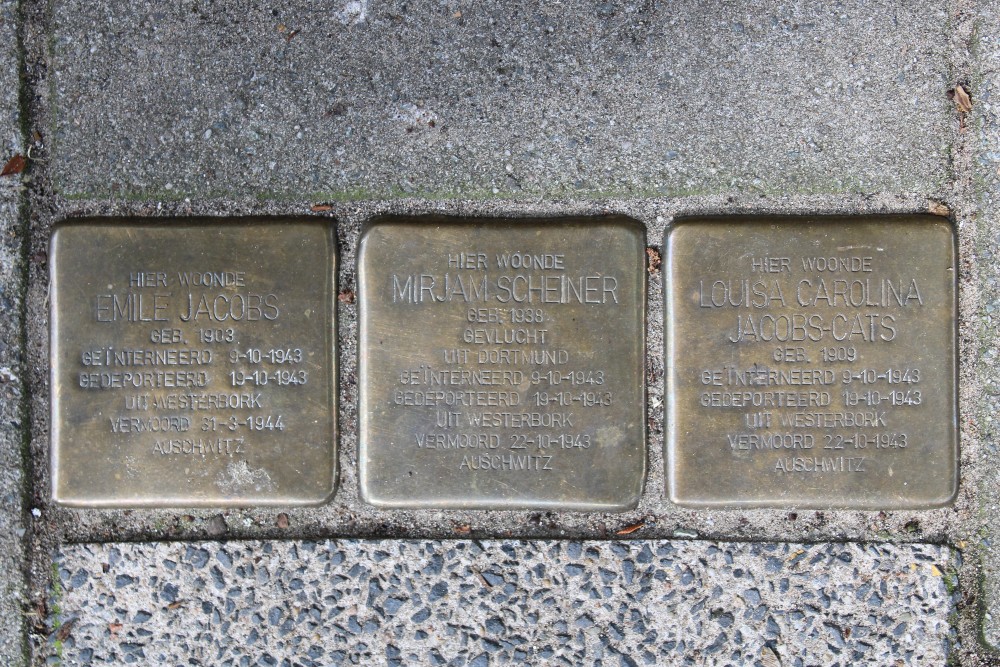 HIER WOONDE
EMILE JACOBS
GEB. 1903
GEÏNTERNEERD 9-10-1943
GEDEPORTEERD 19-10-1943
UIT WESTERBORK
VERMOORD 31-3-1944
AUSCHWITZ
HIER WOONDE
MIRJAM SCHEINER
GEB. 1938
GEVLUCHT
UIT DORTMUND
GEÏNTERNEERD 9-10-1943
GEDEPORTEERD 19-10-1943
UIT WESTERBORK
VERMOORD 22-10-1943
AUSCHWITZ
HIER WOONDE
LOUISA CAROLINA
JACOBS-CATS
GEB. 1909
GEÏNTERNEERD 9-10-1943
GEDEPORTEERD 19-10-1943
UIT WESTERBORK
VERMOORD 22-10-1943
AUSCHWITZ